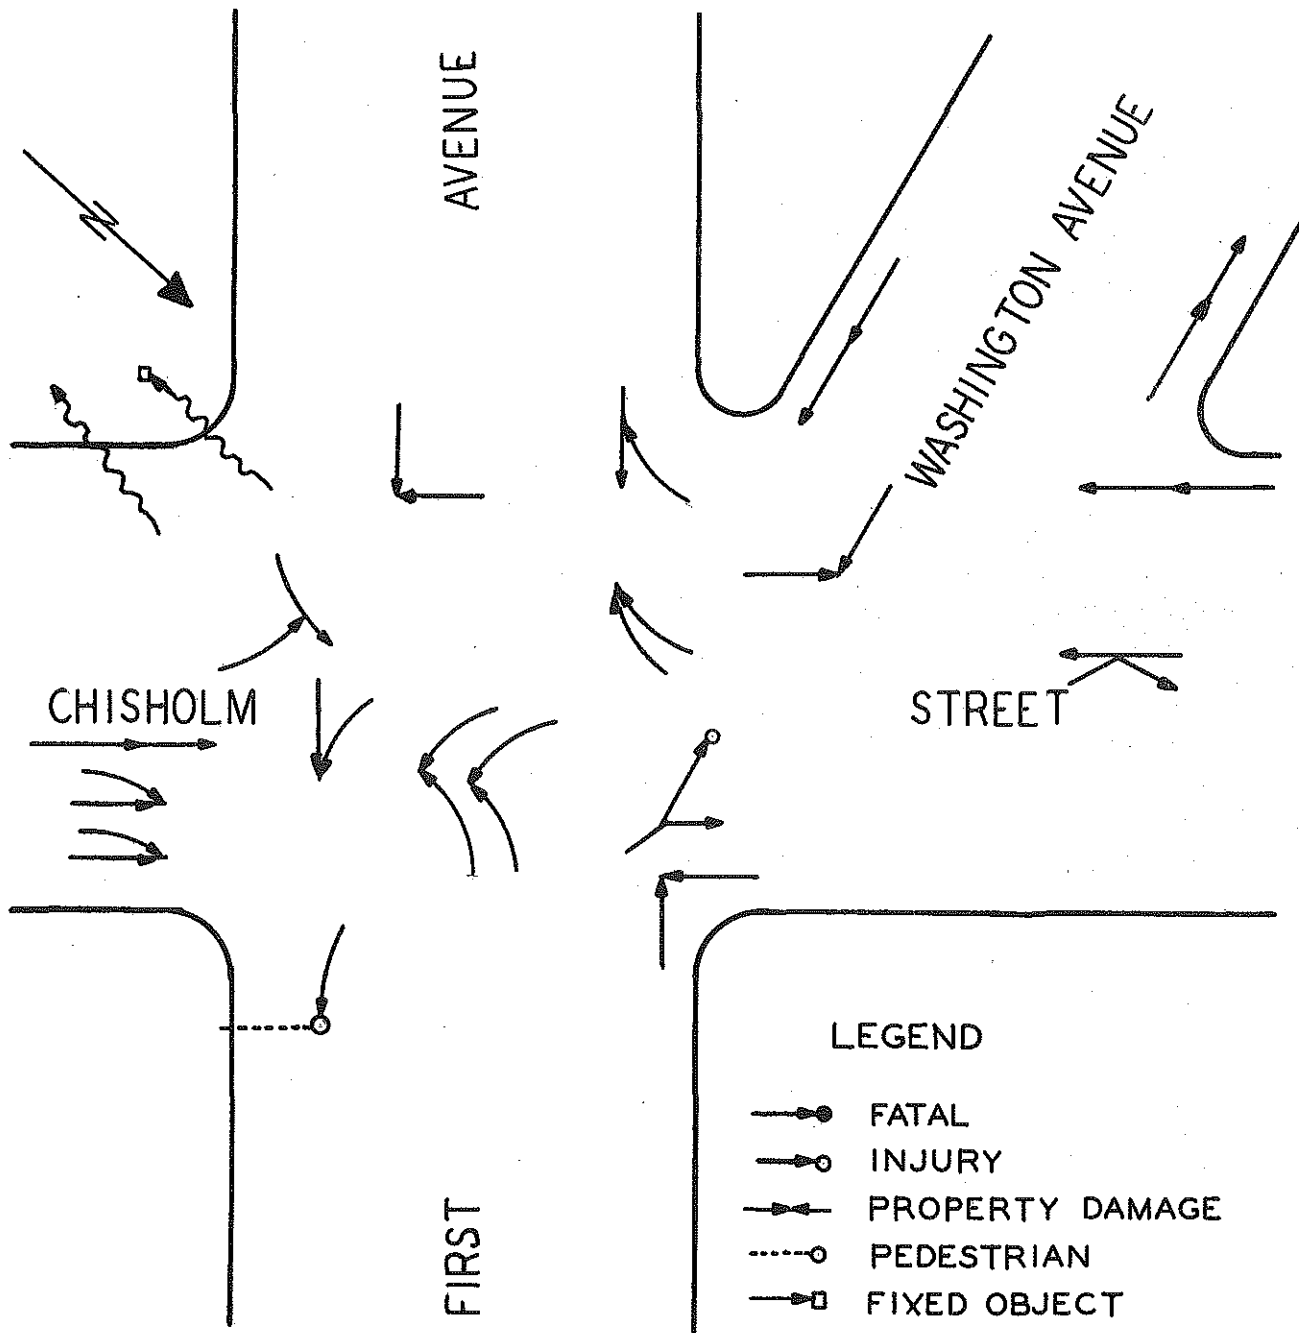 AVENUE
WASHINGTON AVENUE
N
CHISHOLM
STREET
FIRST
LEGEND
FATAL
INJURY
PROPERTY DAMAGE
PEDESTRIAN
FIXED OBJECT